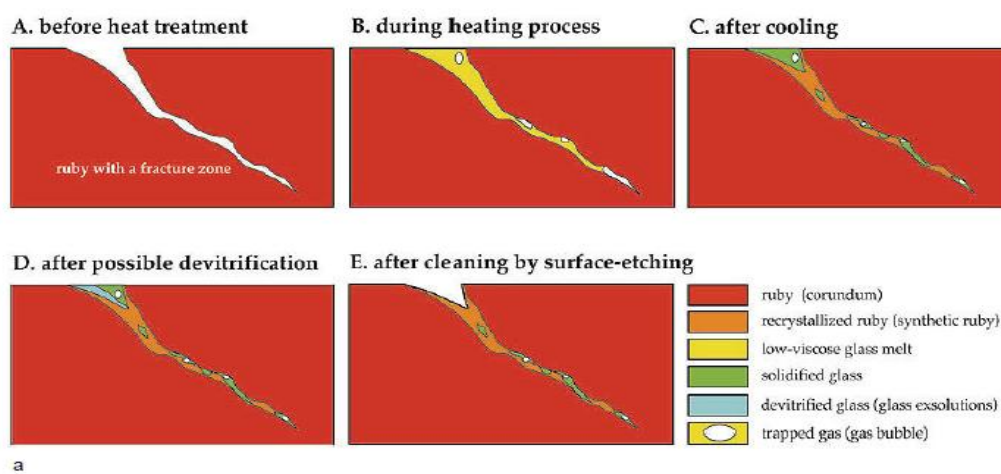 A. before heat treatment
B. during heating process
C. after cooling
ruby with a fracture zone
D. after possible devitrification
E. after cleaning by surface-etching
ruby (corundum)
recrystallized ruby (synthetic ruby)
low-viscose glass melt
solidified glass
devitrified glass (glass exsolutions)
trapped gas (gas bubble)
a